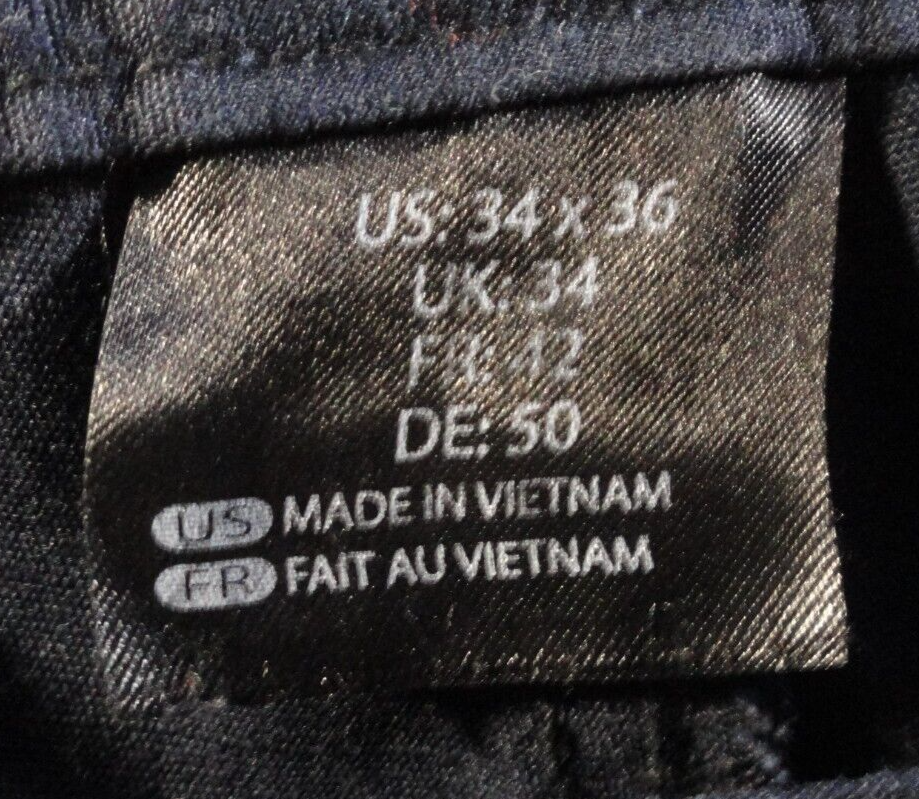 US: 34 x 36
UK: 34
FR: 42
DE: 50
US MADE IN VIETNAM
FR FAIT AU VIETNAM